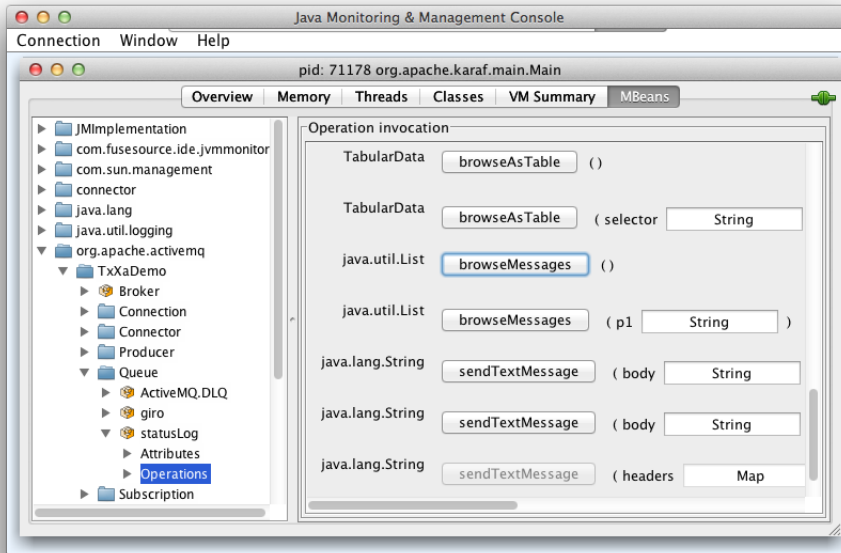 Java Monitoring & Management Console
Connection Window Help
pid: 71178 org.apache.karaf.main.Main
Overview Memory Threads Classes VM Summary MBeans
JMImplementation
com.fusesource.ide.jvmmonitor
com.sun.management
connector
java.lang
java.util.logging
org.apache.activemq
TxXaDemo
Broker
Connection
Connector
Producer
Queue
ActiveMQ.DLQ
giro
statusLog
Attributes
Operations
Subscription
Operation invocation
TabularData browseAsTable ()
TabularData browseAsTable ( selector String
java.util.List browseMessages ()
java.util.List browseMessages ( p1 String )
java.lang.String sendTextMessage ( body String
java.lang.String sendTextMessage ( body String
java.lang.String sendTextMessage ( headers Map